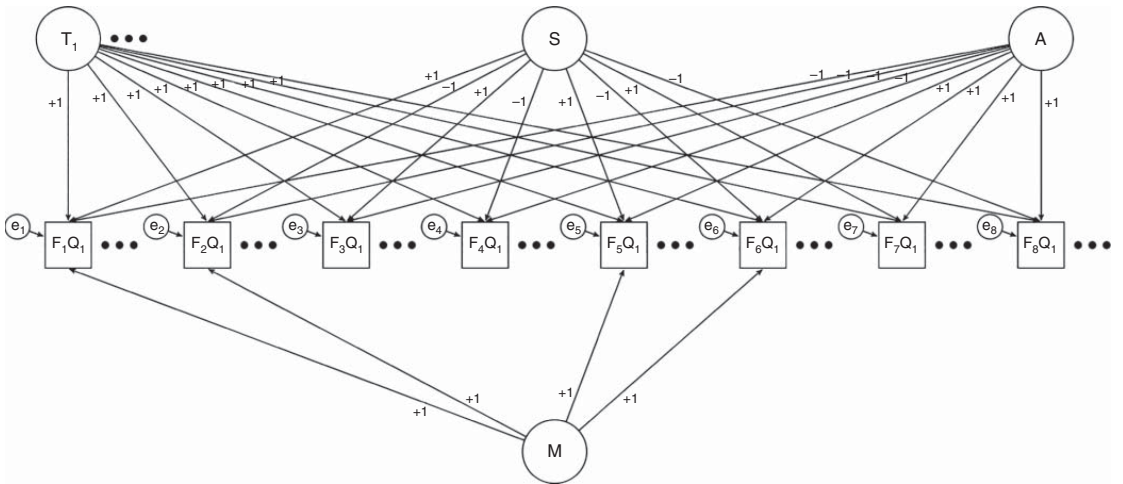 T1 S A
+1 +1 +1 +1 +1 +1 +1 +1
+1 −1 +1 −1 +1 −1 +1 −1
−1 −1 −1 −1 +1 +1 +1 +1
e1 e2 e3 e4 e5 e6 e7 e8
F1Q1 F2Q1 F3Q1 F4Q1 F5Q1 F6Q1 F7Q1 F8Q1
+1 +1 +1 +1
M